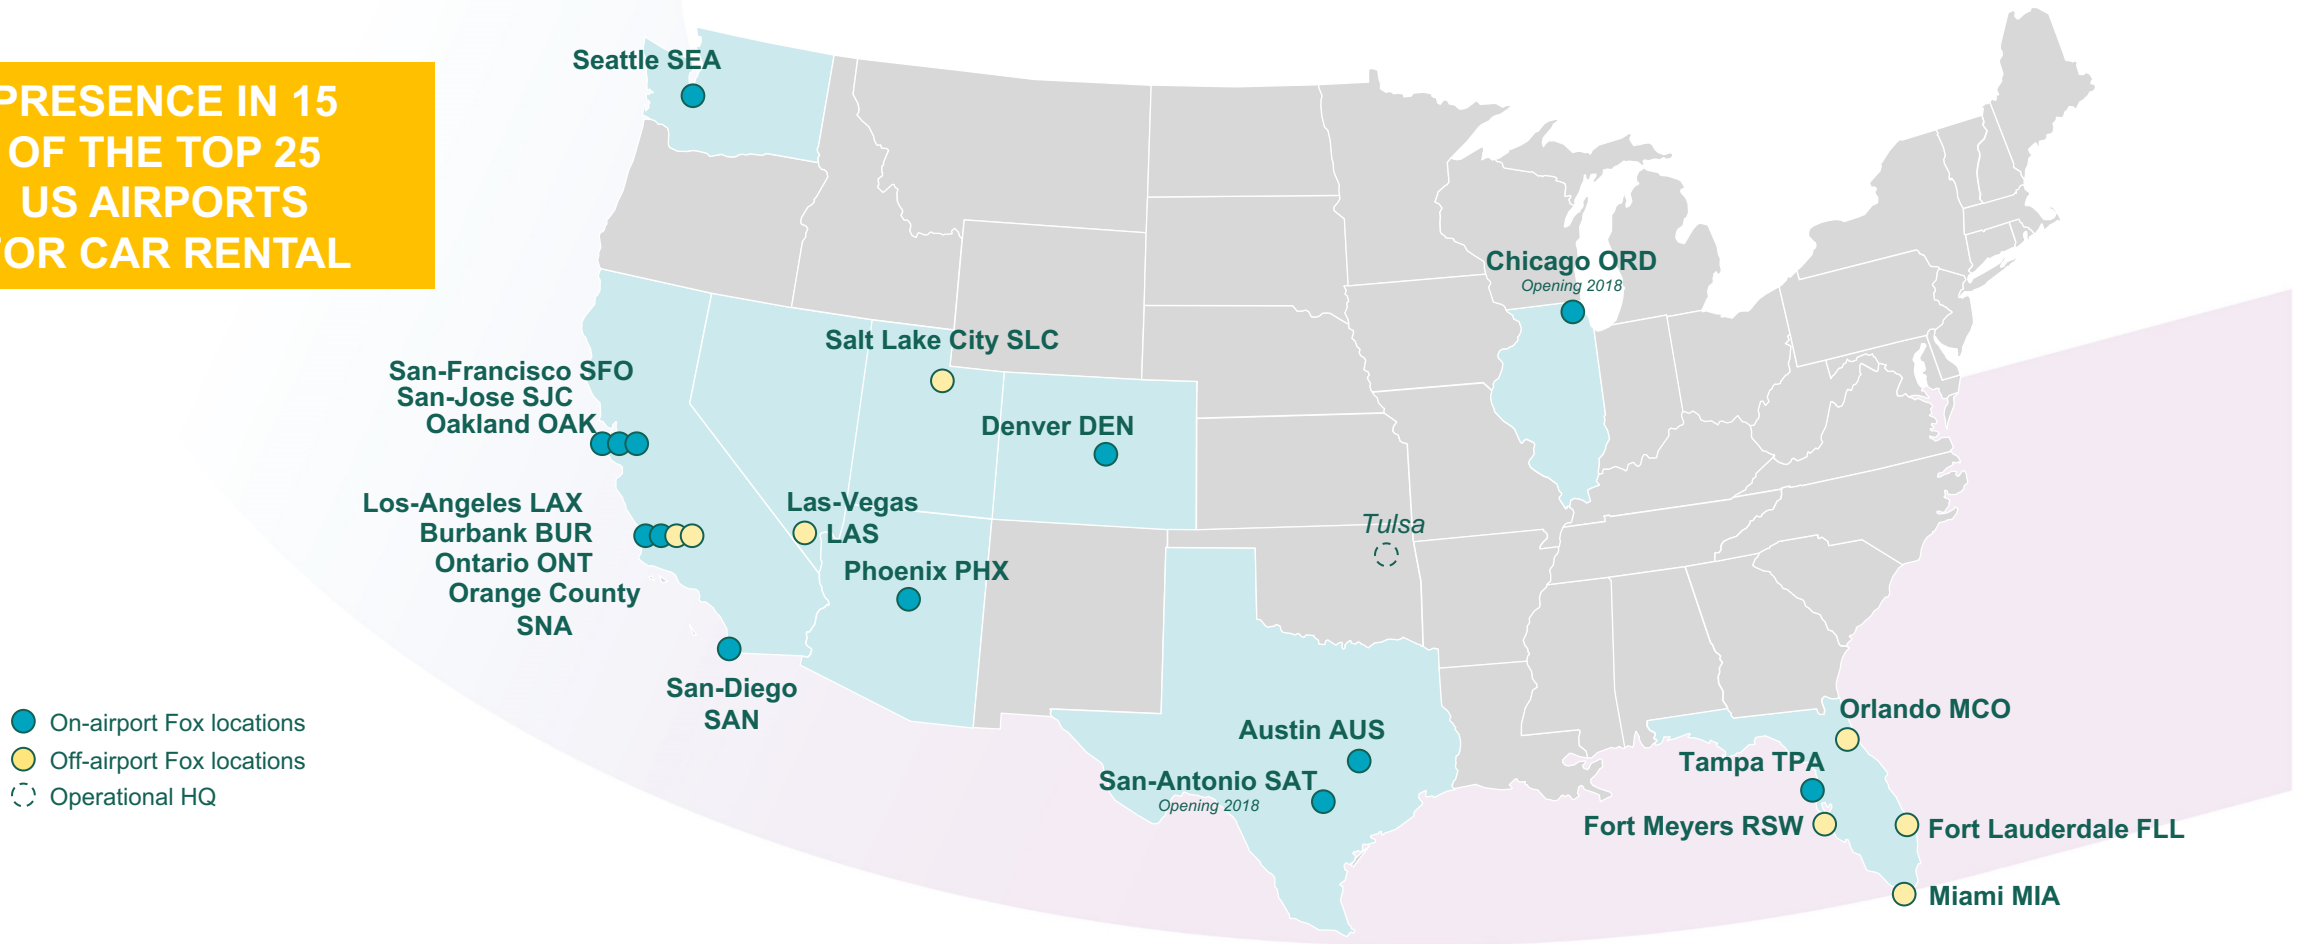 PRESENCE IN 15
OF THE TOP 25
US AIRPORTS
FOR CAR RENTAL
Seattle SEA
Chicago ORD
Opening 2018
Salt Lake City SLC
San-Francisco SFO
San-Jose SJC
Oakland OAK
Denver DEN
Los-Angeles LAX
Burbank BUR
Ontario ONT
Orange County
SNA
Las-Vegas
LAS
Phoenix PHX
Tulsa
San-Diego
SAN
Austin AUS
San-Antonio SAT
Opening 2018
Orlando MCO
Tampa TPA
Fort Meyers RSW
Fort Lauderdale FLL
Miami MIA
On-airport Fox locations
Off-airport Fox locations
Operational HQ